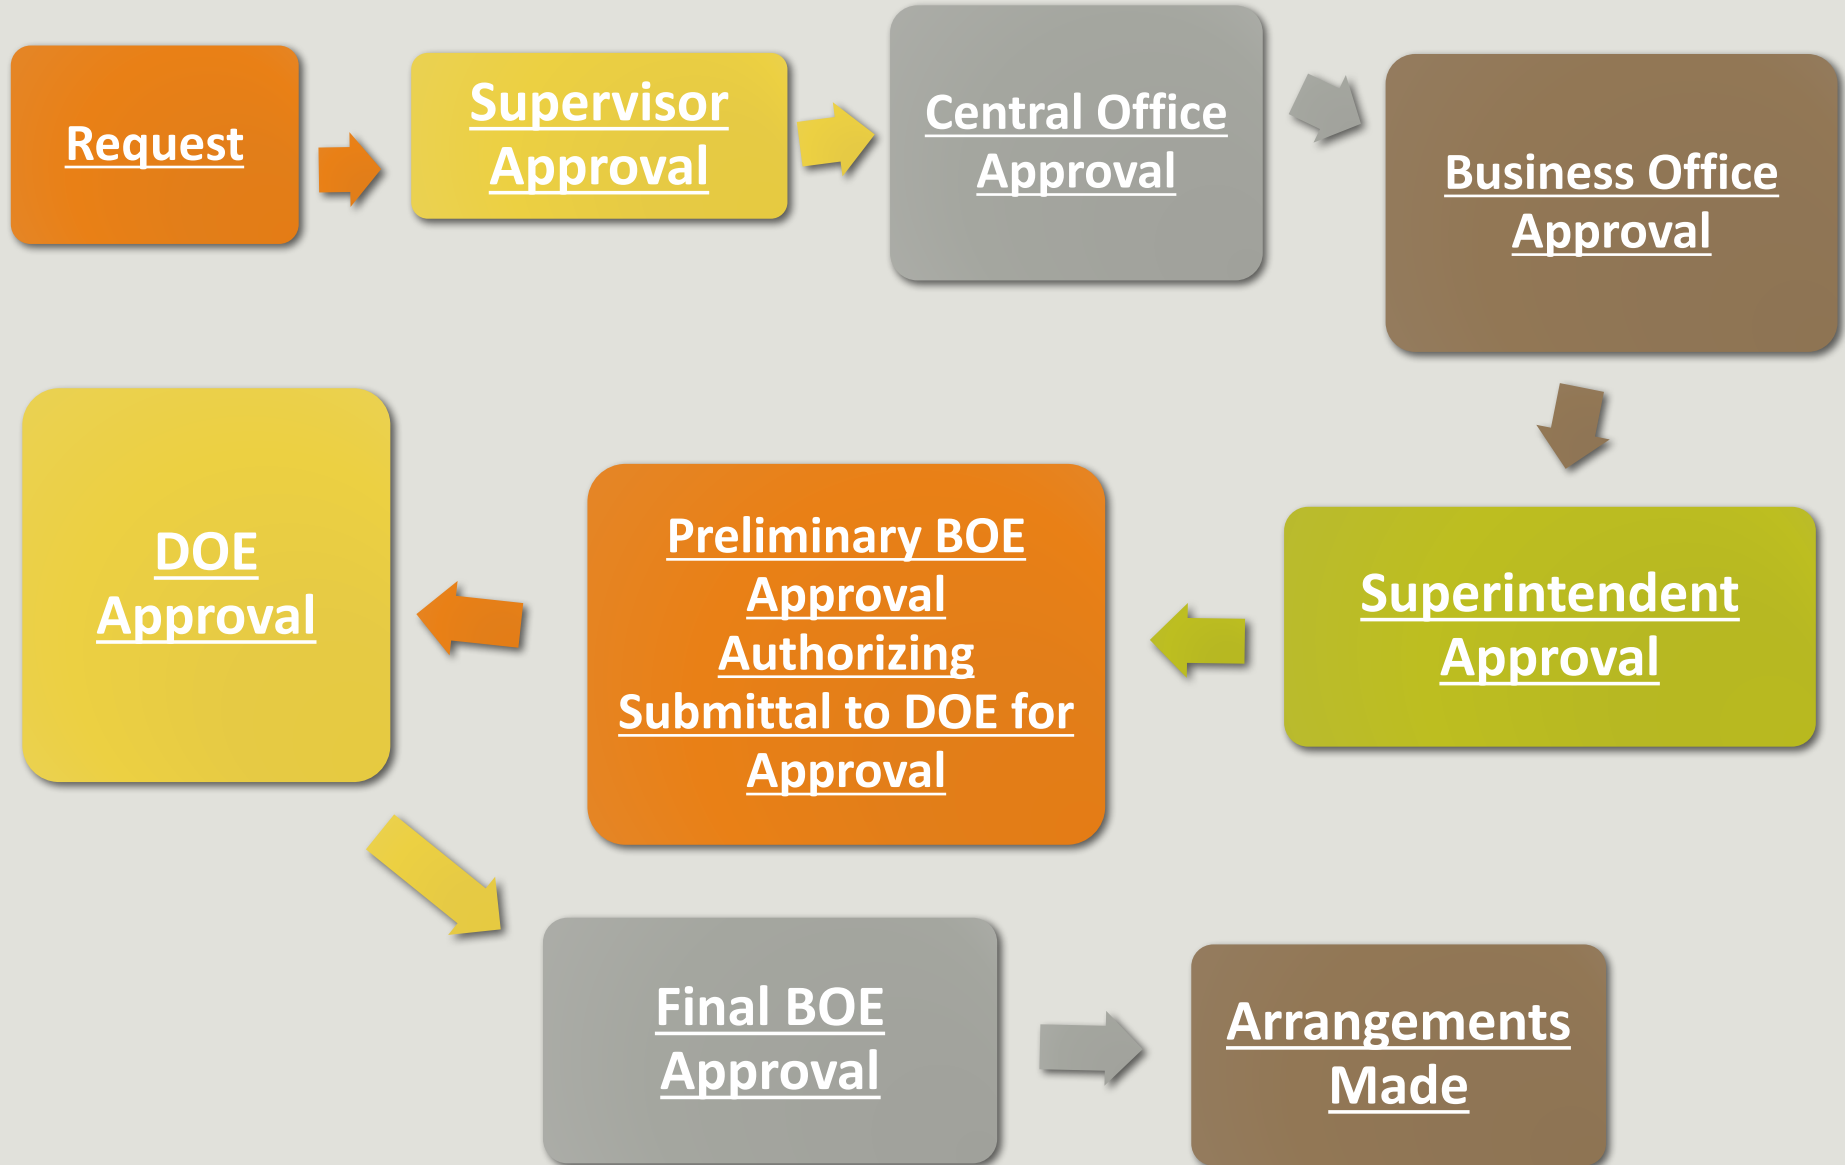 Request
Supervisor
Approval
Central Office
Approval
Business Office
Approval
Superintendent
Approval
Preliminary BOE
Approval
Authorizing
Submittal to DOE for
Approval
DOE
Approval
Final BOE
Approval
Arrangements
Made